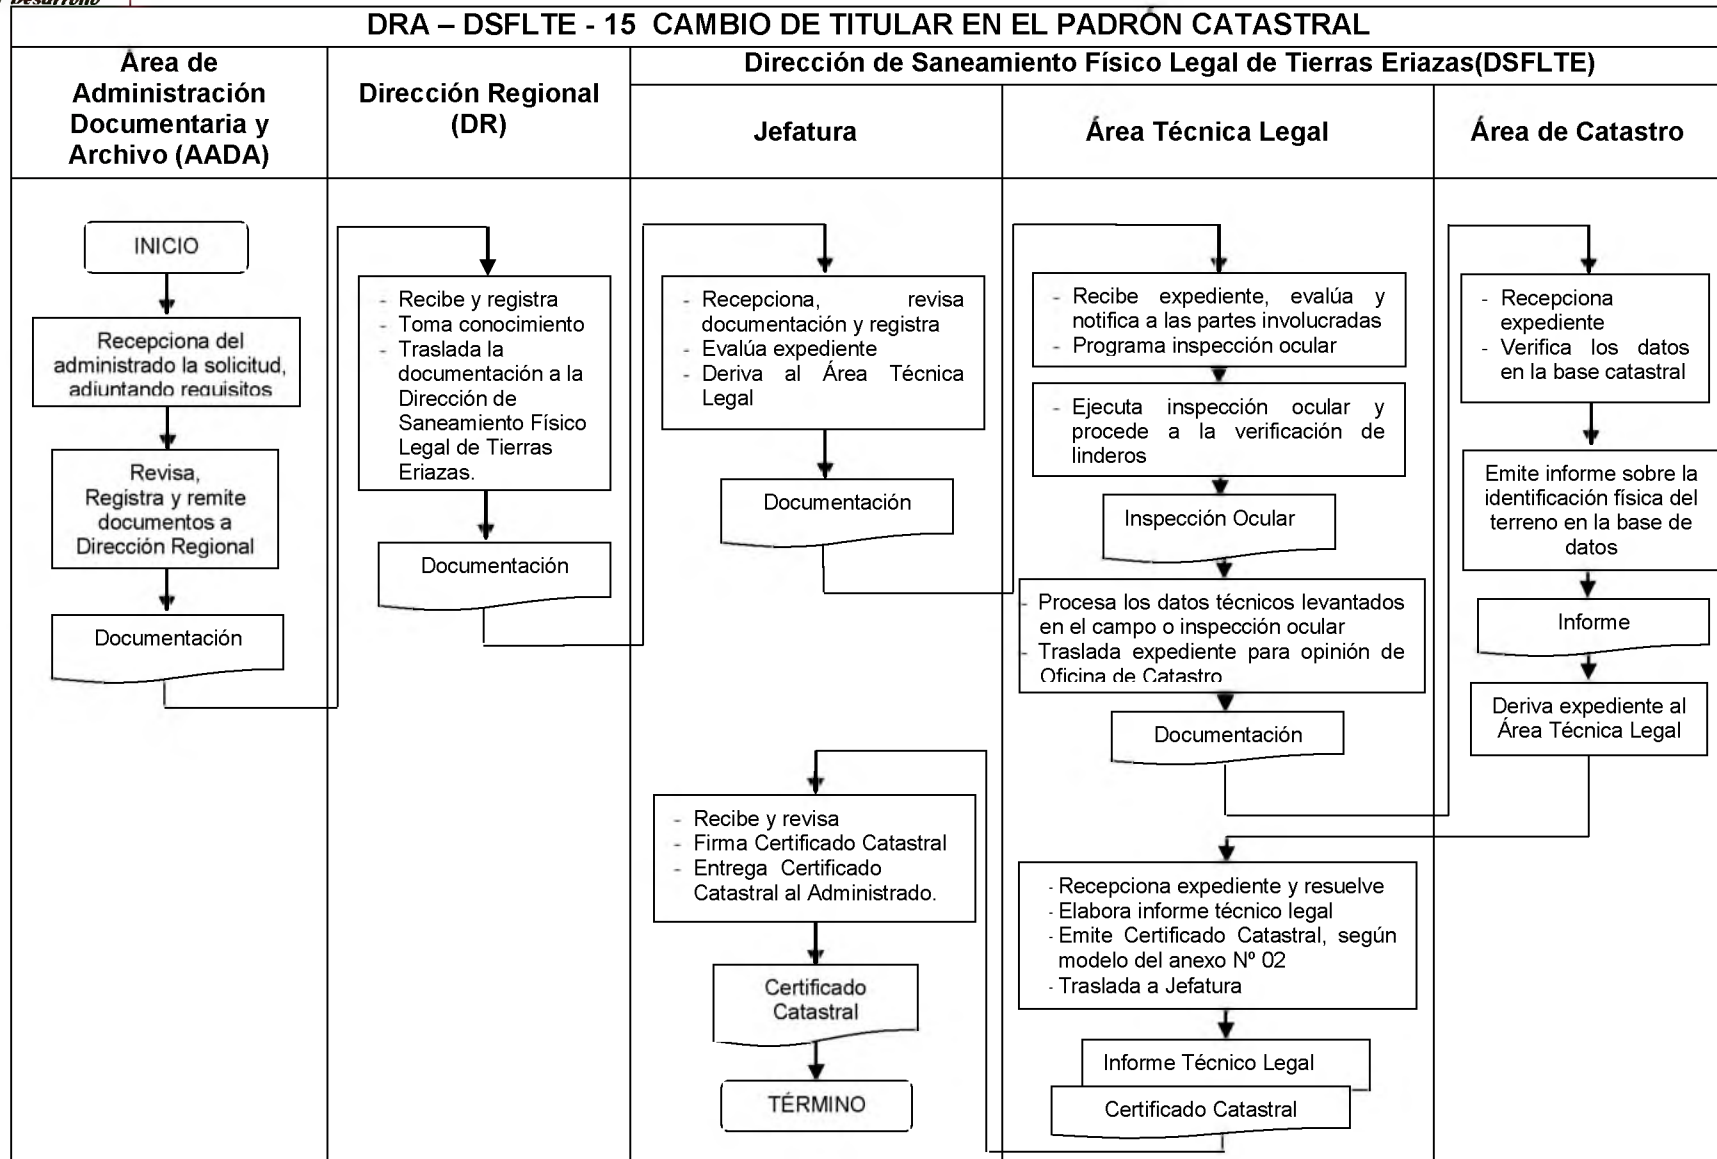 Desarrollo
DRA – DSFLTE - 15 CAMBIO DE TITULAR EN EL PADRÓN CATASTRAL
Área de
Administración
Documentaria y
Archivo (AADA)
Dirección Regional
(DR)
Dirección de Saneamiento Físico Legal de Tierras Eriazas(DSFLTE)
Jefatura
Área Técnica Legal
Área de Catastro
INICIO
Recepciona del
administrado la solicitud,
adjuntando requisitos
Revisa,
Registra y remite
documentos a
Dirección Regional
Documentación
- Recibe y registra
- Toma conocimiento
- Traslada la
documentación a la
Dirección de
Saneamiento Físico
Legal de Tierras
Eriazas.
Documentación
- Recepciona, revisa
documentación y registra
- Evalúa expediente
- Deriva al Área Técnica
Legal
Documentación
- Recibe expediente, evalúa y
notifica a las partes involucradas
- Programa inspección ocular
- Ejecuta inspección ocular y
procede a la verificación de
linderos
Inspección Ocular
- Procesa los datos técnicos levantados
en el campo o inspección ocular
- Traslada expediente para opinión de
Oficina de Catastro
Documentación
- Recepciona
expediente
- Verifica los datos
en la base catastral
Emite informe sobre la
identificación física del
terreno en la base de
datos
Informe
Deriva expediente al
Área Técnica Legal
- Recepciona expediente y resuelve
- Elabora informe técnico legal
- Emite Certificado Catastral, según
modelo del anexo Nº 02
- Traslada a Jefatura
Informe Técnico Legal
Certificado Catastral
- Recibe y revisa
- Firma Certificado Catastral
- Entrega Certificado
Catastral al Administrado.
Certificado
Catastral
TÉRMINO